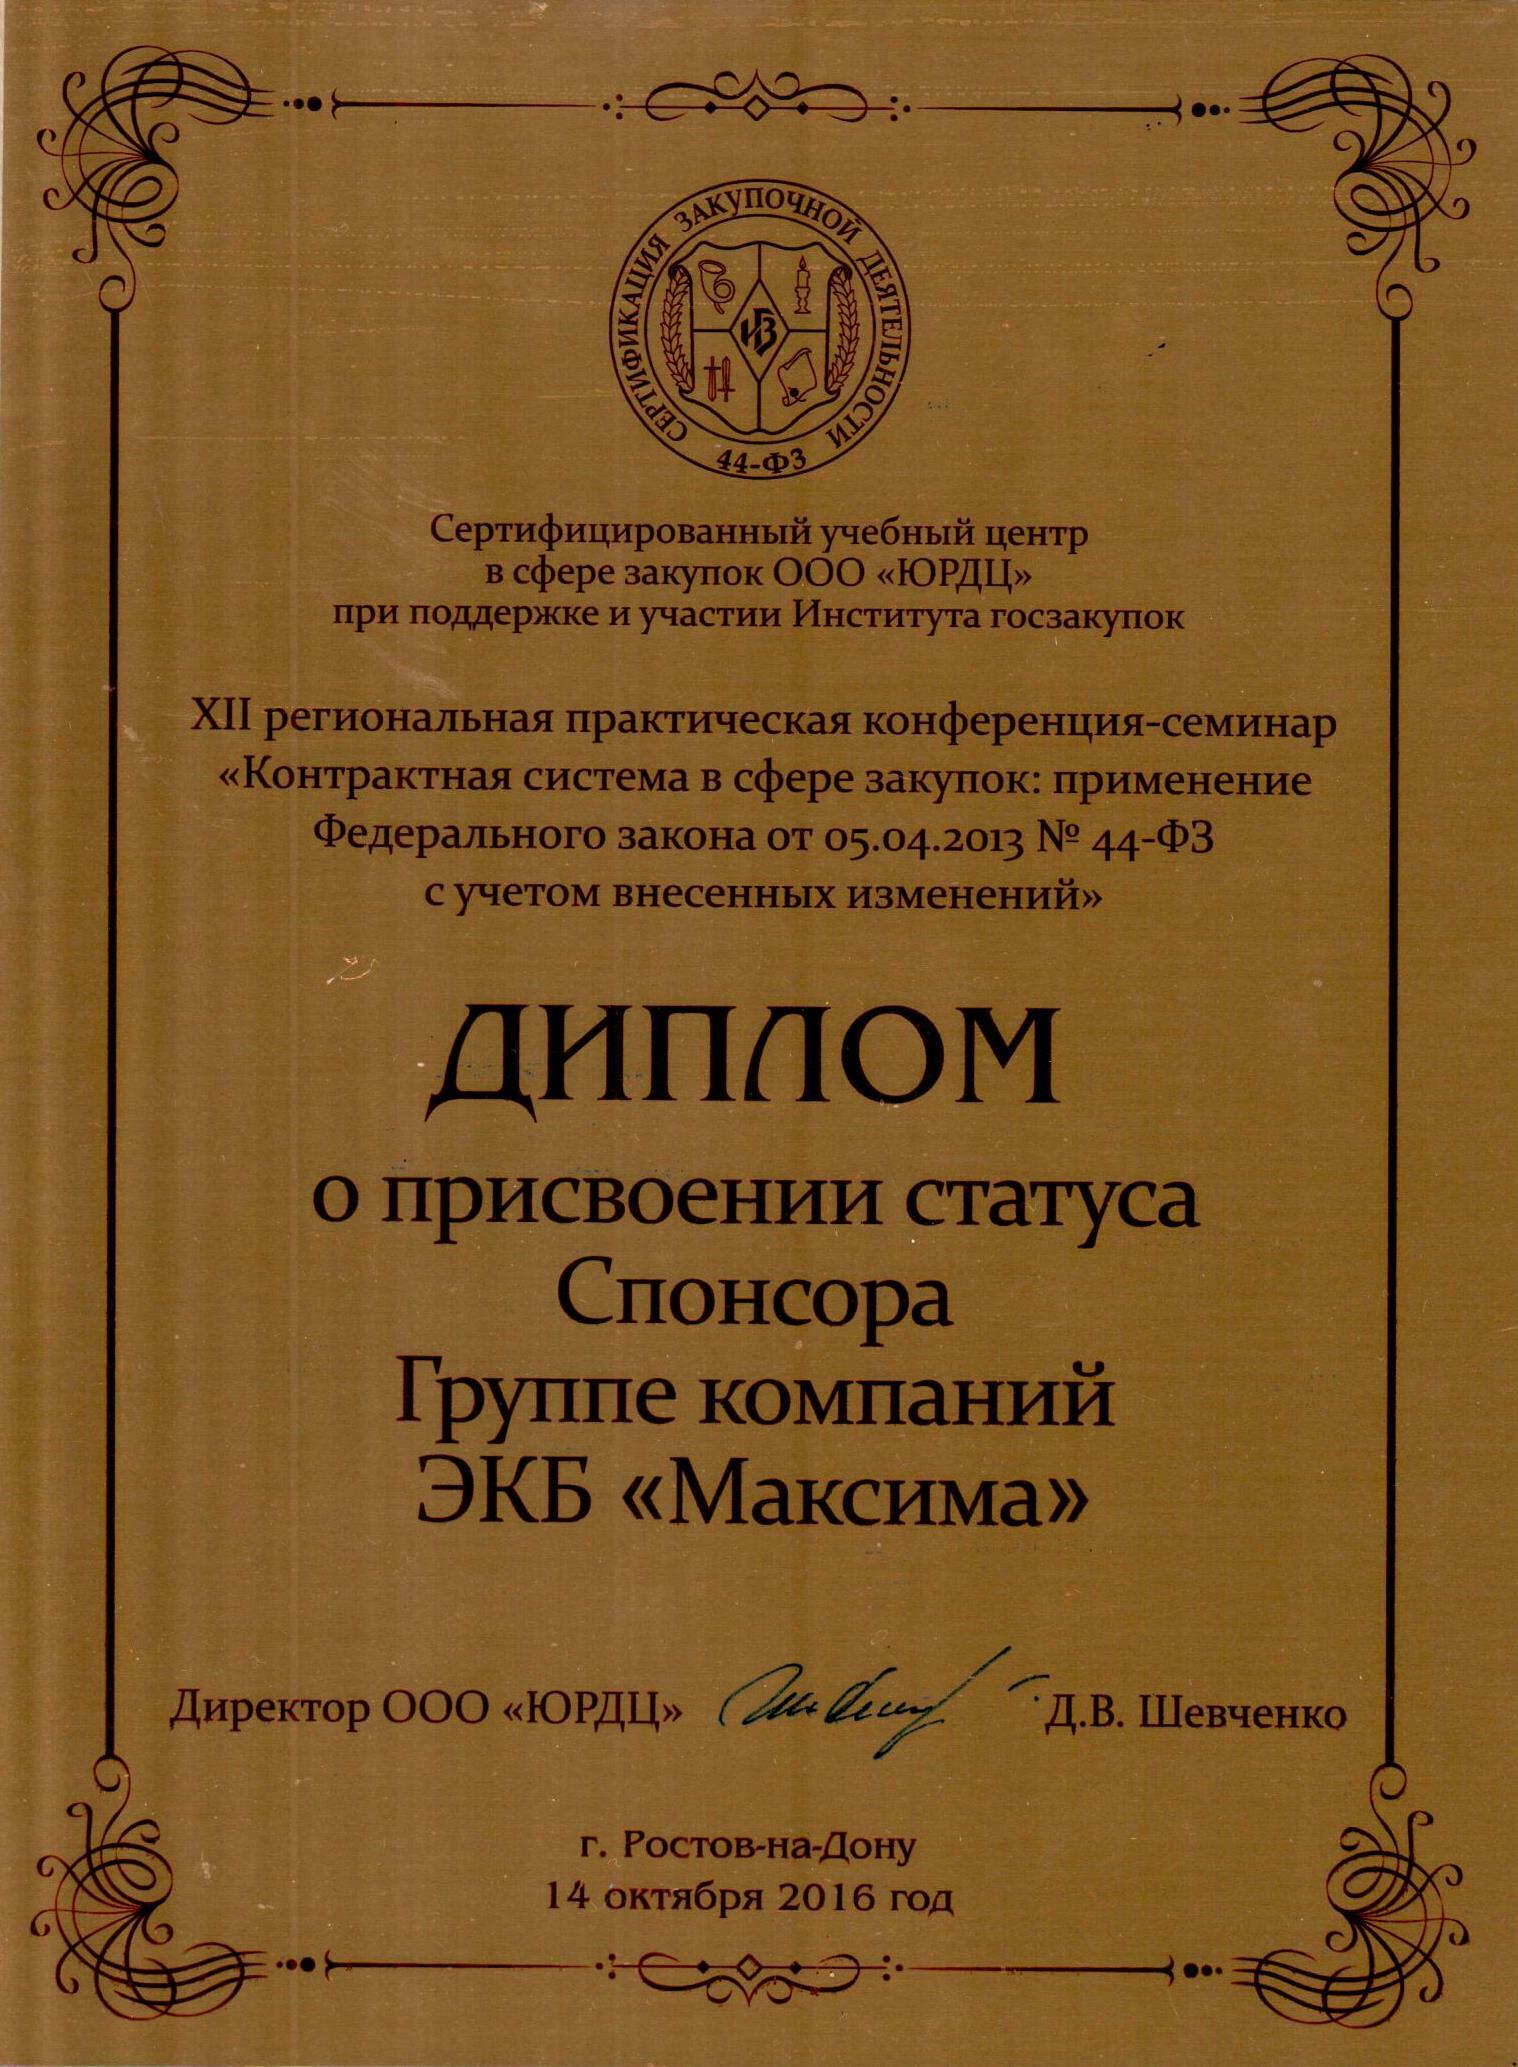 СЕРТИФИКАЦИЯ ЗАКУПОЧНОЙ ДЕЯТЕЛЬНОСТИ
ИГЗ
44-ФЗ
Сертифицированный учебный центр
в сфере закупок ООО «ЮРДЦ»
при поддержке и участии Института госзакупок
XII региональная практическая конференция-семинар
«Контрактная система в сфере закупок: применение
Федерального закона от 05.04.2013 № 44-ФЗ
с учетом внесенных изменений»
ДИПЛОМ
о присвоении статуса
Спонсора
Группе компаний
ЭКБ «Максима»
Директор ООО «ЮРДЦ» Д.В. Шевченко
г. Ростов-на-Дону
14 октября 2016 год